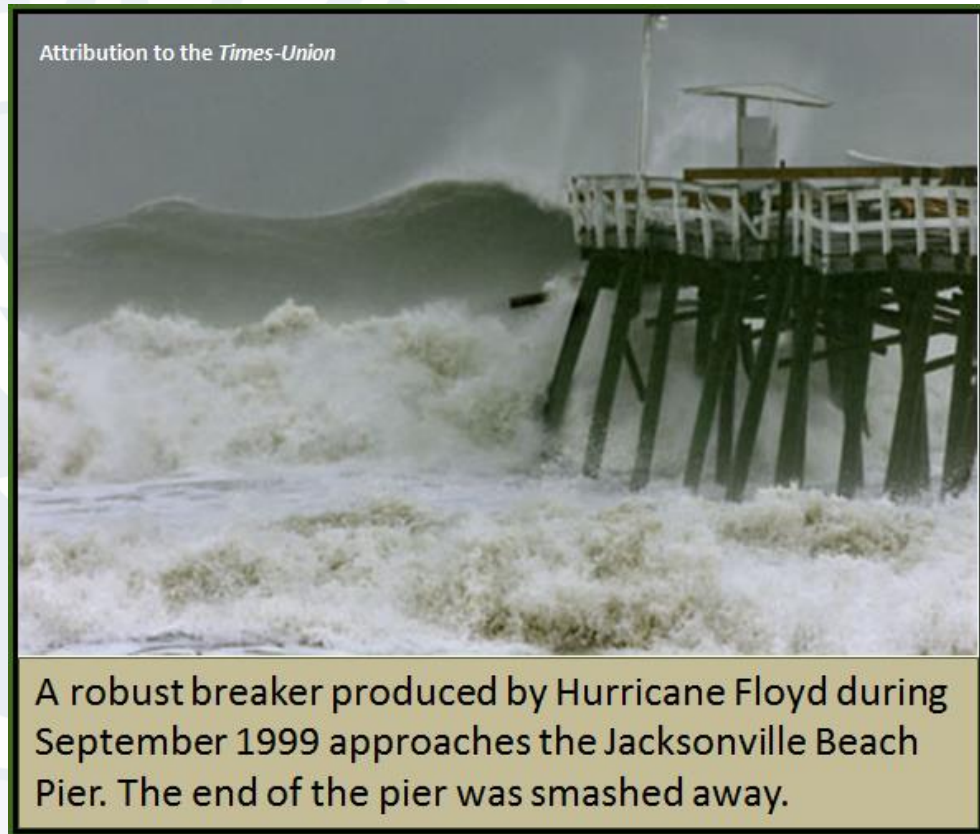 Attribution to the Times-Union
A robust breaker produced by Hurricane Floyd during
September 1999 approaches the Jacksonville Beach
Pier. The end of the pier was smashed away.